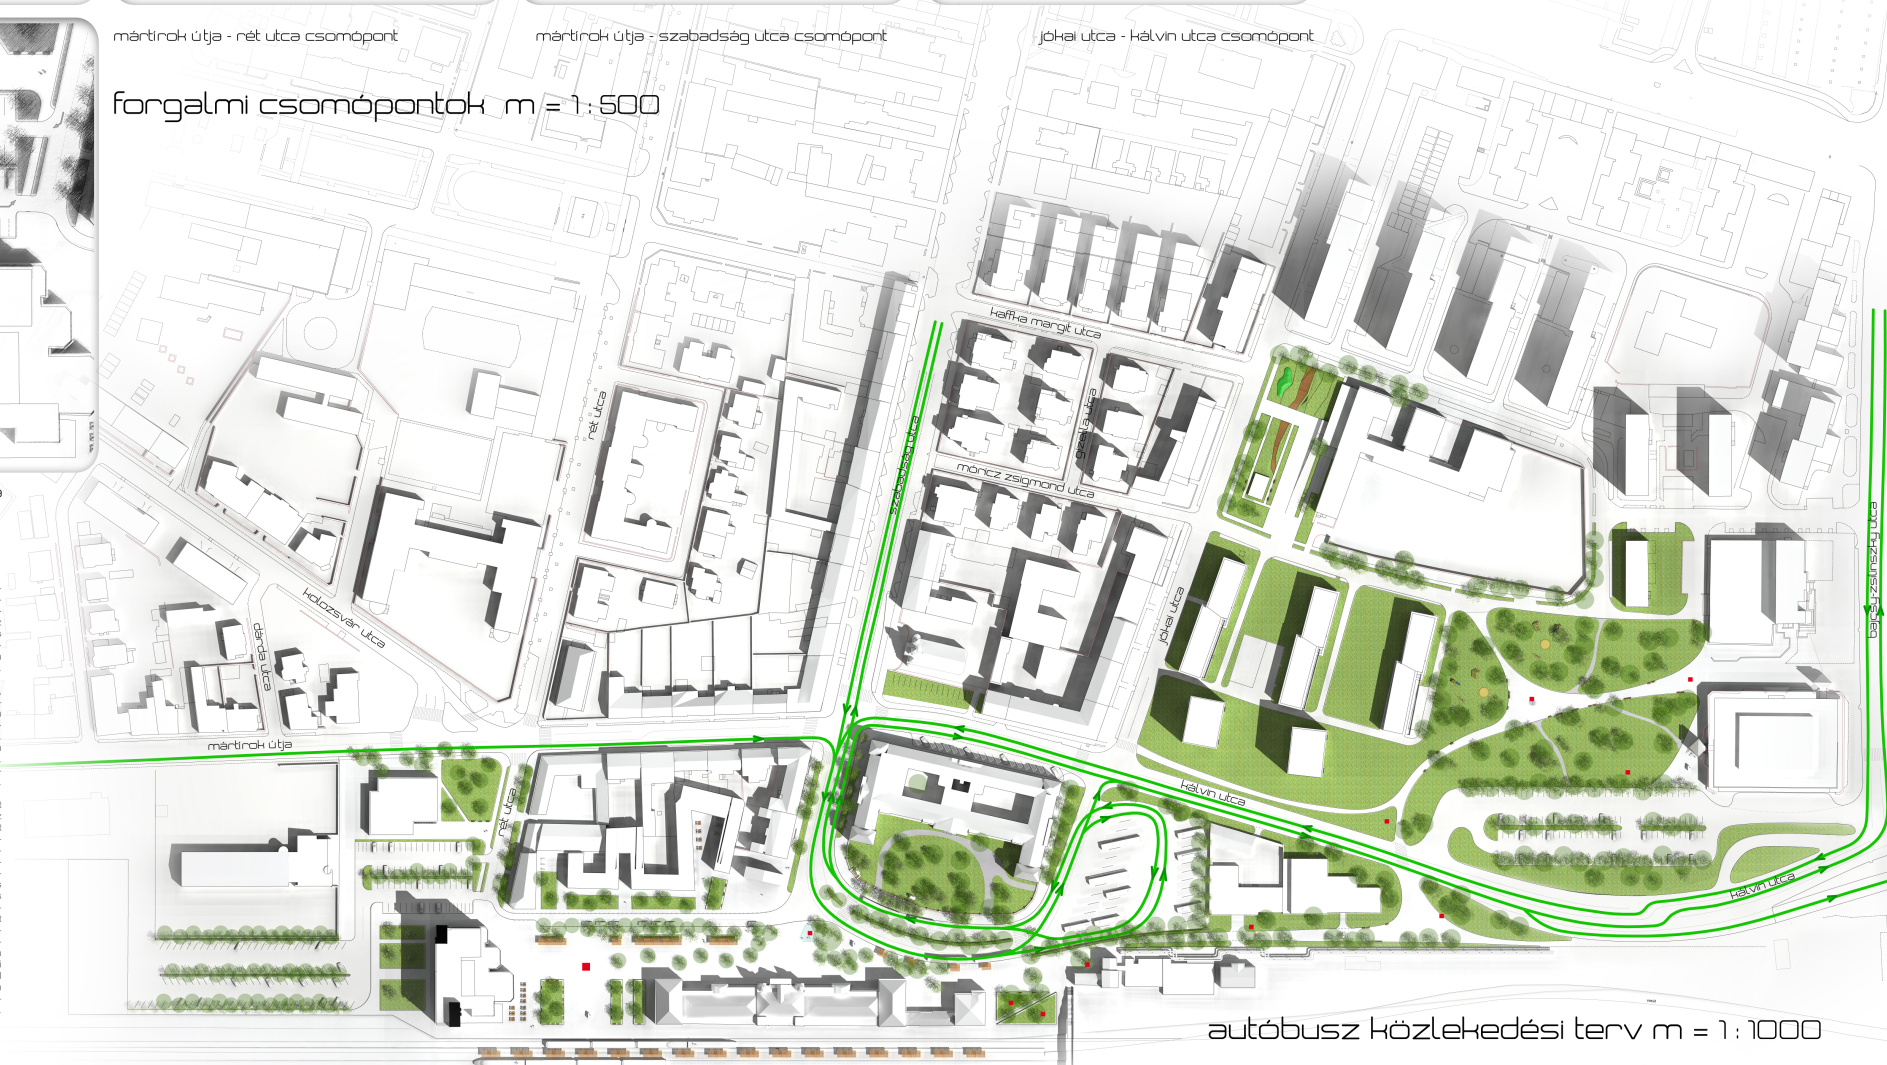 mártírok útja - rét utca csomópont
mártírok útja - szabadság utca csomópont
jókai utca - kálvin utca csomópont
forgalmi csomópontok m = 1 : 500
kaffka margit utca
rét utca
gizella utca
szabadság utca
móricz zsigmond utca
bajcsy-zsilinszky utca
kolozsvár utca
jókai utca
déryda utca
mártírok útja
kálvin utca
rét utca
kálvin utca
autóbusz közlekedési terv m = 1 : 1000